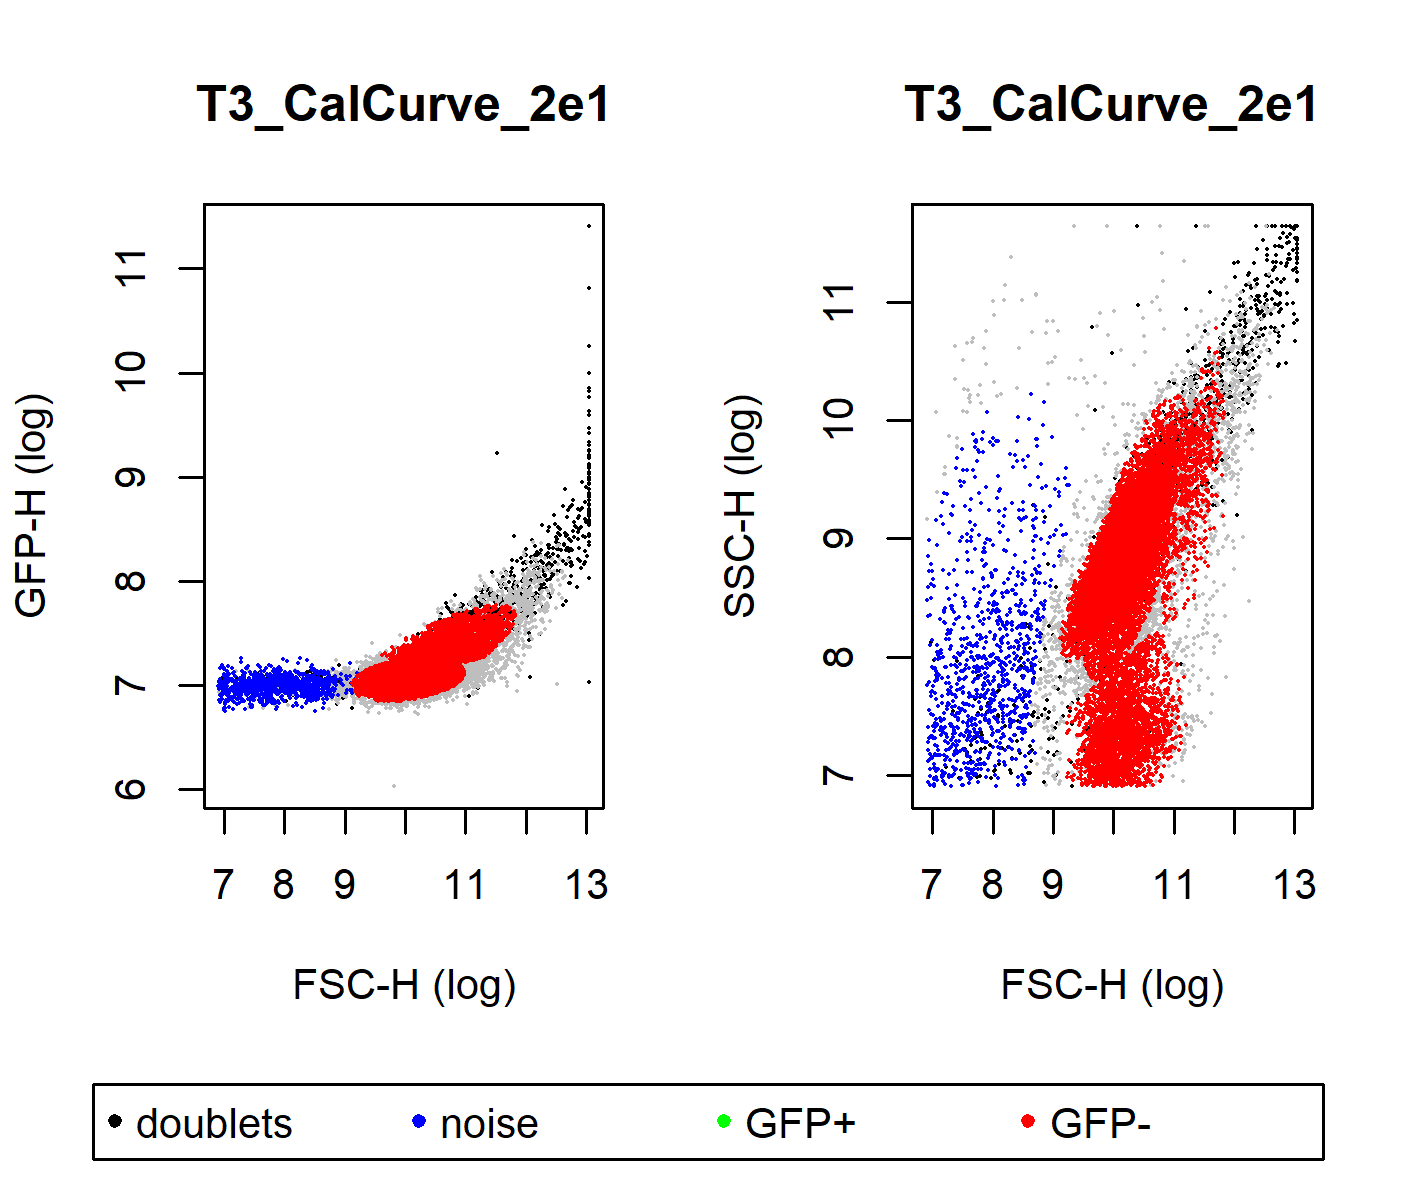 T3_CalCurve_2e1
GFP-H (log)
11
10
9
8
7
6
7 8 9 11 13
FSC-H (log)
T3_CalCurve_2e1
SSC-H (log)
11
10
9
8
7
7 8 9 11 13
FSC-H (log)
doublets noise GFP+ GFP-